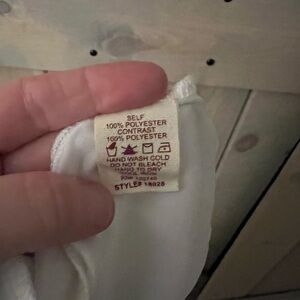 SELF
100% POLYESTER
CONTRAST
100% POLYESTER
HAND WASH COLD
DO NOT BLEACH
HANG TO DRY
STYLE# 18028